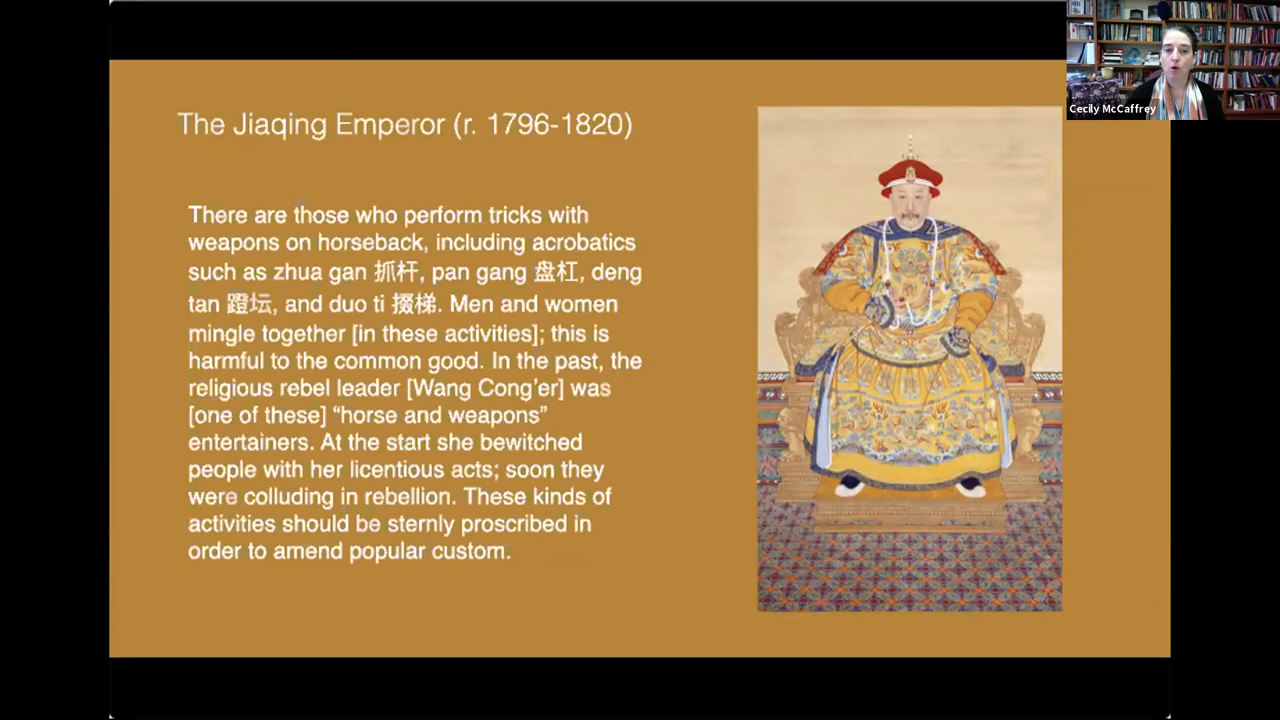 The Jiaqing Emperor (r. 1796-1820)
There are those who perform tricks with
weapons on horseback, including acrobatics
such as zhua gan 抓杆, pan gang 盘杠, deng
tan 蹬坛, and duo ti 掇梯. Men and women
mingle together [in these activities]; this is
harmful to the common good. In the past, the
religious rebel leader [Wang Cong’er] was
[one of these] “horse and weapons”
entertainers. At the start she bewitched
people with her licentious acts; soon they
were colluding in rebellion. These kinds of
activities should be sternly proscribed in
order to amend popular custom.
Cecily McCaffrey